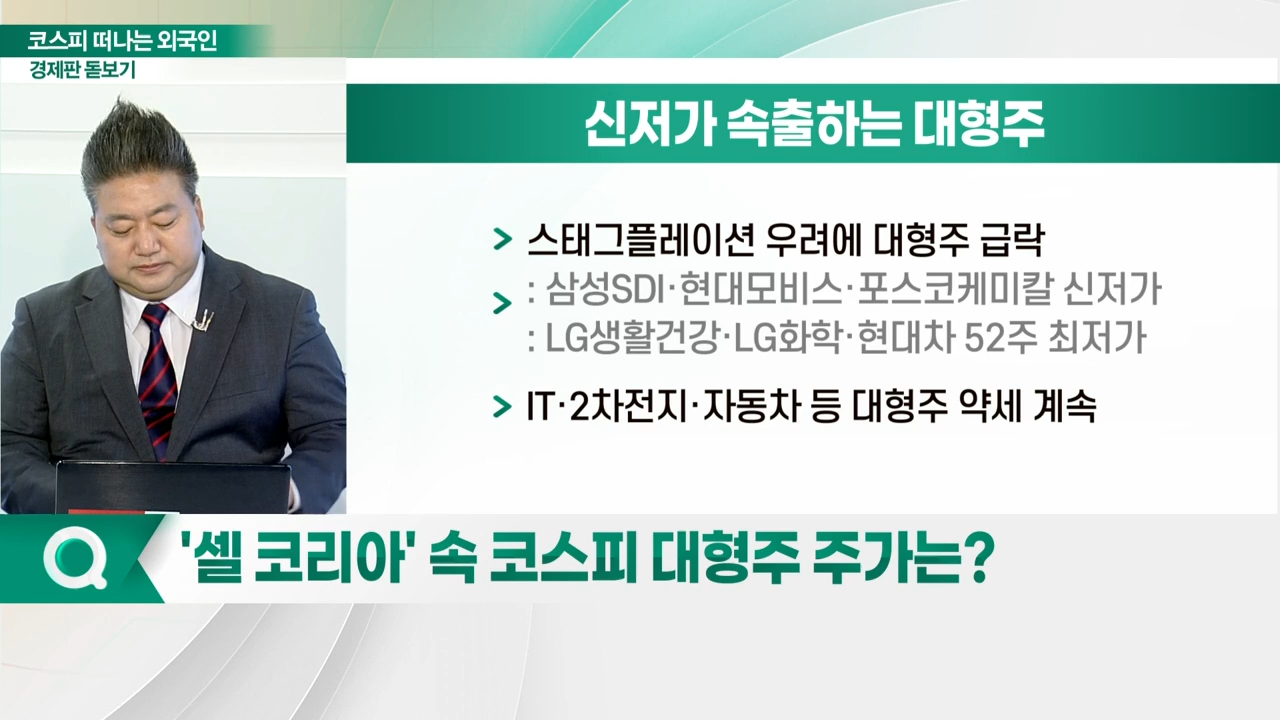 코스피 떠나는 외국인
경제판 돋보기
신저가 속출하는 대형주
> 스태그플레이션 우려에 대형주 급락
> : 삼성SDI·현대모비스·포스코케미칼 신저가
: LG생활건강·LG화학·현대차 52주 최저가
> IT·2차전지·자동차 등 대형주 약세 계속
Q '셀 코리아' 속 코스피 대형주 주가는?